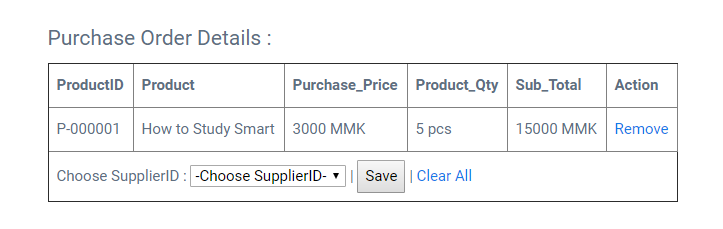 Purchase Order Details :
ProductID Product Purchase_Price Product_Qty Sub_Total Action
P-000001 How to Study Smart 3000 MMK 5 pcs 15000 MMK Remove
Choose SupplierID : -Choose SupplierID- | Save | Clear All